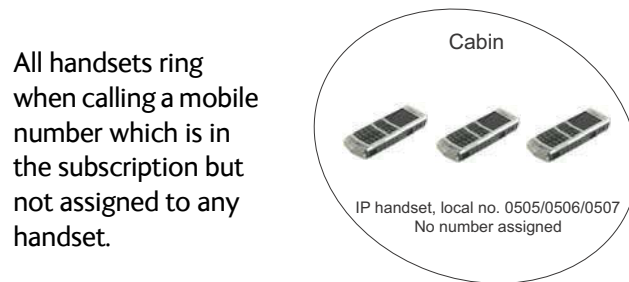 All handsets ring
when calling a mobile
number which is in
the subscription but
not assigned to any
handset.
Cabin
IP handset, local no. 0505/0506/0507
No number assigned